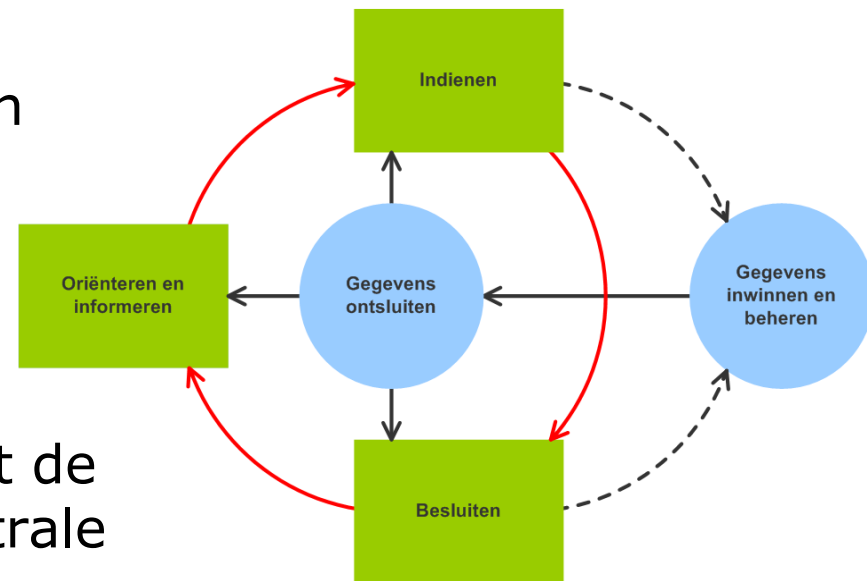 n
t de
trale
Indienen
Oriënteren en
informeren
Gegevens
ontsluiten
Gegevens
inwinnen en
beheren
Besluiten